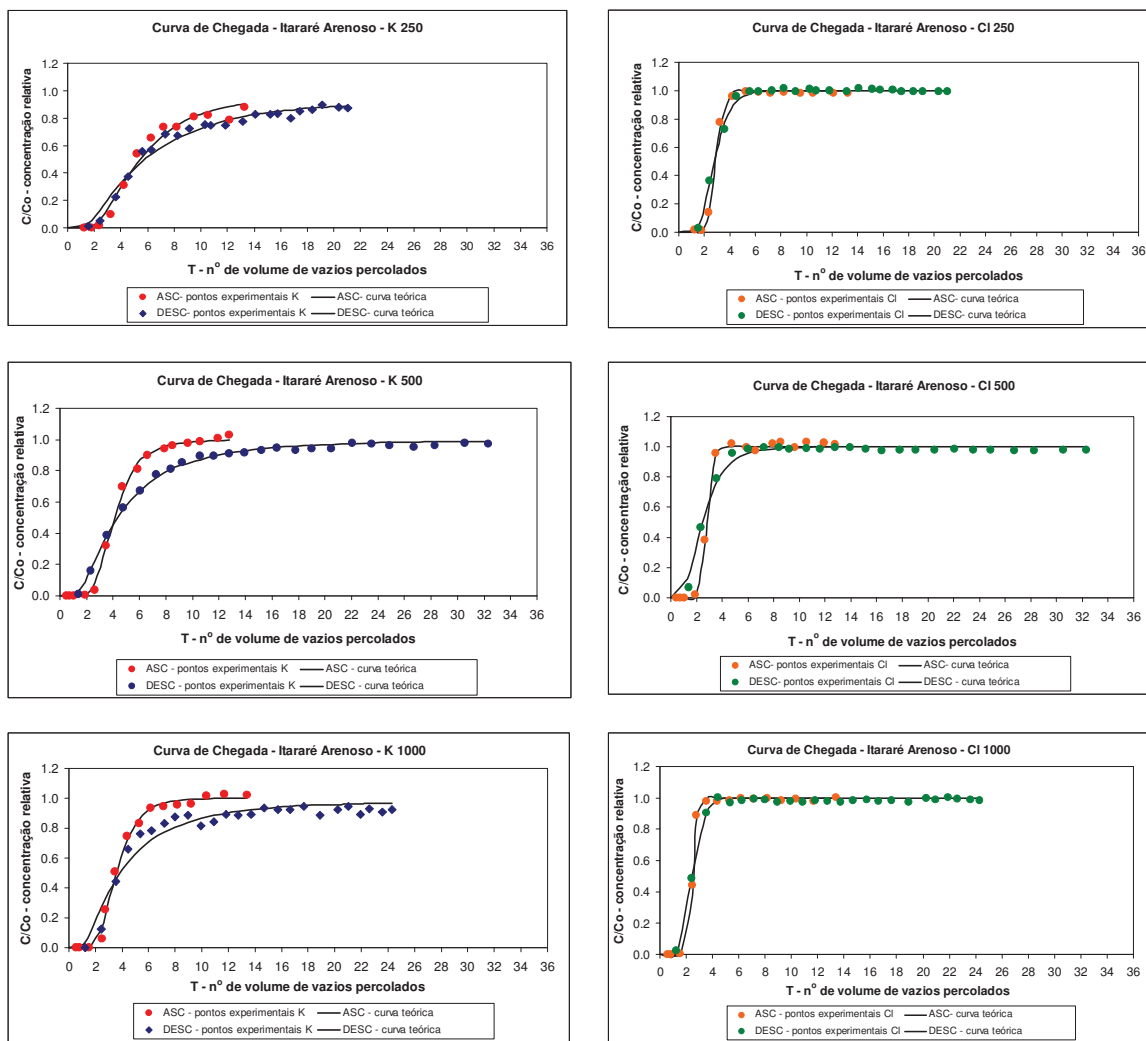 Curva de Chegada - Itararé Arenoso - K 250
C/Co - concentração relativa
1.2
1.0
0.8
0.6
0.4
0.2
0.0
0 2 4 6 8 10 12 14 16 18 20 22 24 26 28 30 32 34 36
T - nº de volume de vazios percolados
ASC- pontos experimentais K ASC- curva teórica
DESC - pontos experimentais K DESC- curva teórica
Curva de Chegada - Itararé Arenoso - Cl 250
C/Co - concentração relativa
1.2
1.0
0.8
0.6
0.4
0.2
0.0
0 2 4 6 8 10 12 14 16 18 20 22 24 26 28 30 32 34 36
T - nº de volume de vazios percolados
ASC- pontos experimentais Cl ASC- curva teórica
DESC - pontos experimentais Cl DESC- curva teórica
Curva de Chegada - Itararé Arenoso - K 500
C/Co - concentração relativa
1.2
1.0
0.8
0.6
0.4
0.2
0.0
0 2 4 6 8 10 12 14 16 18 20 22 24 26 28 30 32 34 36
T - nº de volume de vazios percolados
ASC - pontos experimentais K ASC - curva teórica
DESC - pontos experimentais K DESC - curva teórica
Curva de Chegada - Itararé Arenoso - Cl 500
C/Co - concentração relativa
1.2
1.0
0.8
0.6
0.4
0.2
0.0
0 2 4 6 8 10 12 14 16 18 20 22 24 26 28 30 32 34 36
T - nº de volume de vazios percolados
ASC - pontos experimentais Cl ASC- curva teórica
DESC- pontos experimentais Cl DESC - curva teórica
Curva de Chegada - Itararé Arenoso - K 1000
C/Co - concentração relativa
1.2
1.0
0.8
0.6
0.4
0.2
0.0
0 2 4 6 8 10 12 14 16 18 20 22 24 26 28 30 32 34 36
T - nº de volume de vazios percolados
ASC - pontos experimentais K ASC - curva teórica
DESC - pontos experimentais K DESC - curva teórica
Curva de Chegada - Itararé Arenoso - Cl 1000
C/Co - concentração relativa
1.2
1.0
0.8
0.6
0.4
0.2
0.0
0 2 4 6 8 10 12 14 16 18 20 22 24 26 28 30 32 34 36
T - nº de volume de vazios percolados
ASC - pontos experimentais Cl ASC - curva teórica
DESC - pontos experimentais Cl DESC - curva teórica